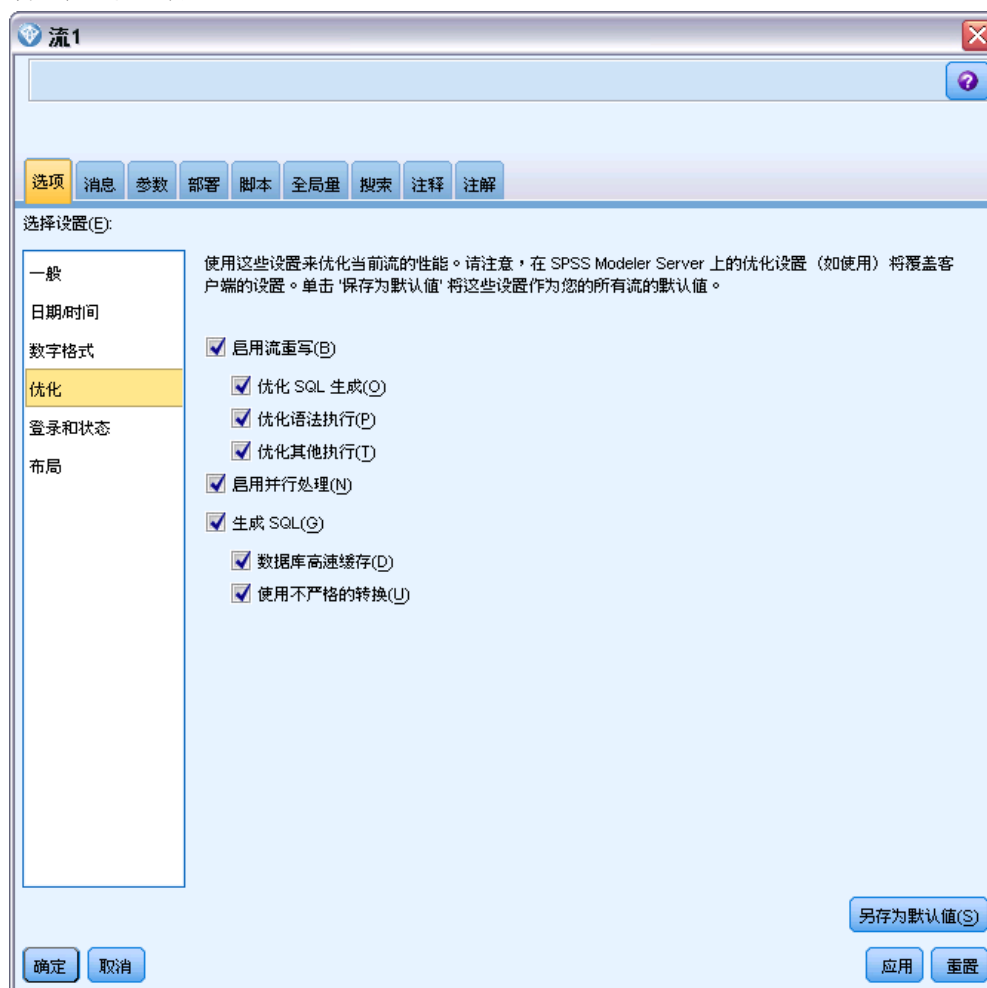 流1
选项 消息 参数 部署 脚本 全局量 搜索 注释 注解
选择设置(E):
一般
日期/时间
数字格式
优化
登录和状态
布局
使用这些设置来优化当前流的性能。请注意，在 SPSS Modeler Server 上的优化设置（如使用）将覆盖客
户端的设置。单击 '保存为默认值' 将这些设置作为您的所有流的默认值。
启用流重写(B)
优化 SQL 生成(O)
优化语法执行(P)
优化其他执行(T)
启用并行处理(N)
生成 SQL(G)
数据库高速缓存(D)
使用不严格的转换(U)
另存为默认值(S)
确定 取消 应用 重置